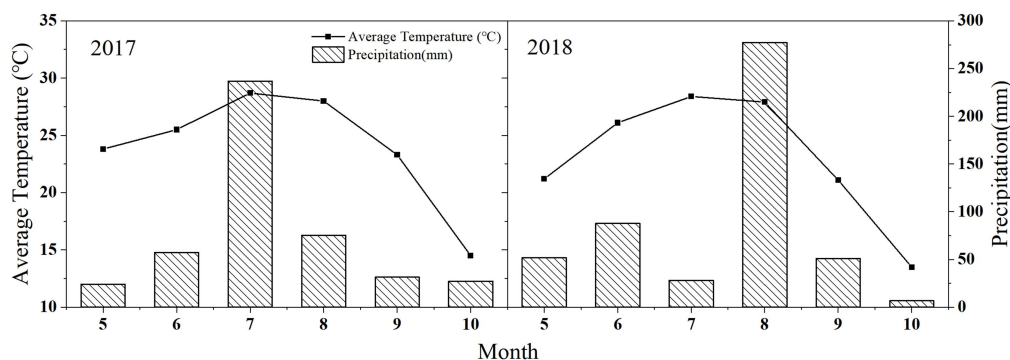 35
30
25
20
15
10
Average Temperature (°C)
2017
Average Temperature (°C)
Precipitation(mm)
5 6 7 8 9 10
2018
5 6 7 8 9 10
300
250
200
150
100
50
0
Precipitation(mm)
Month